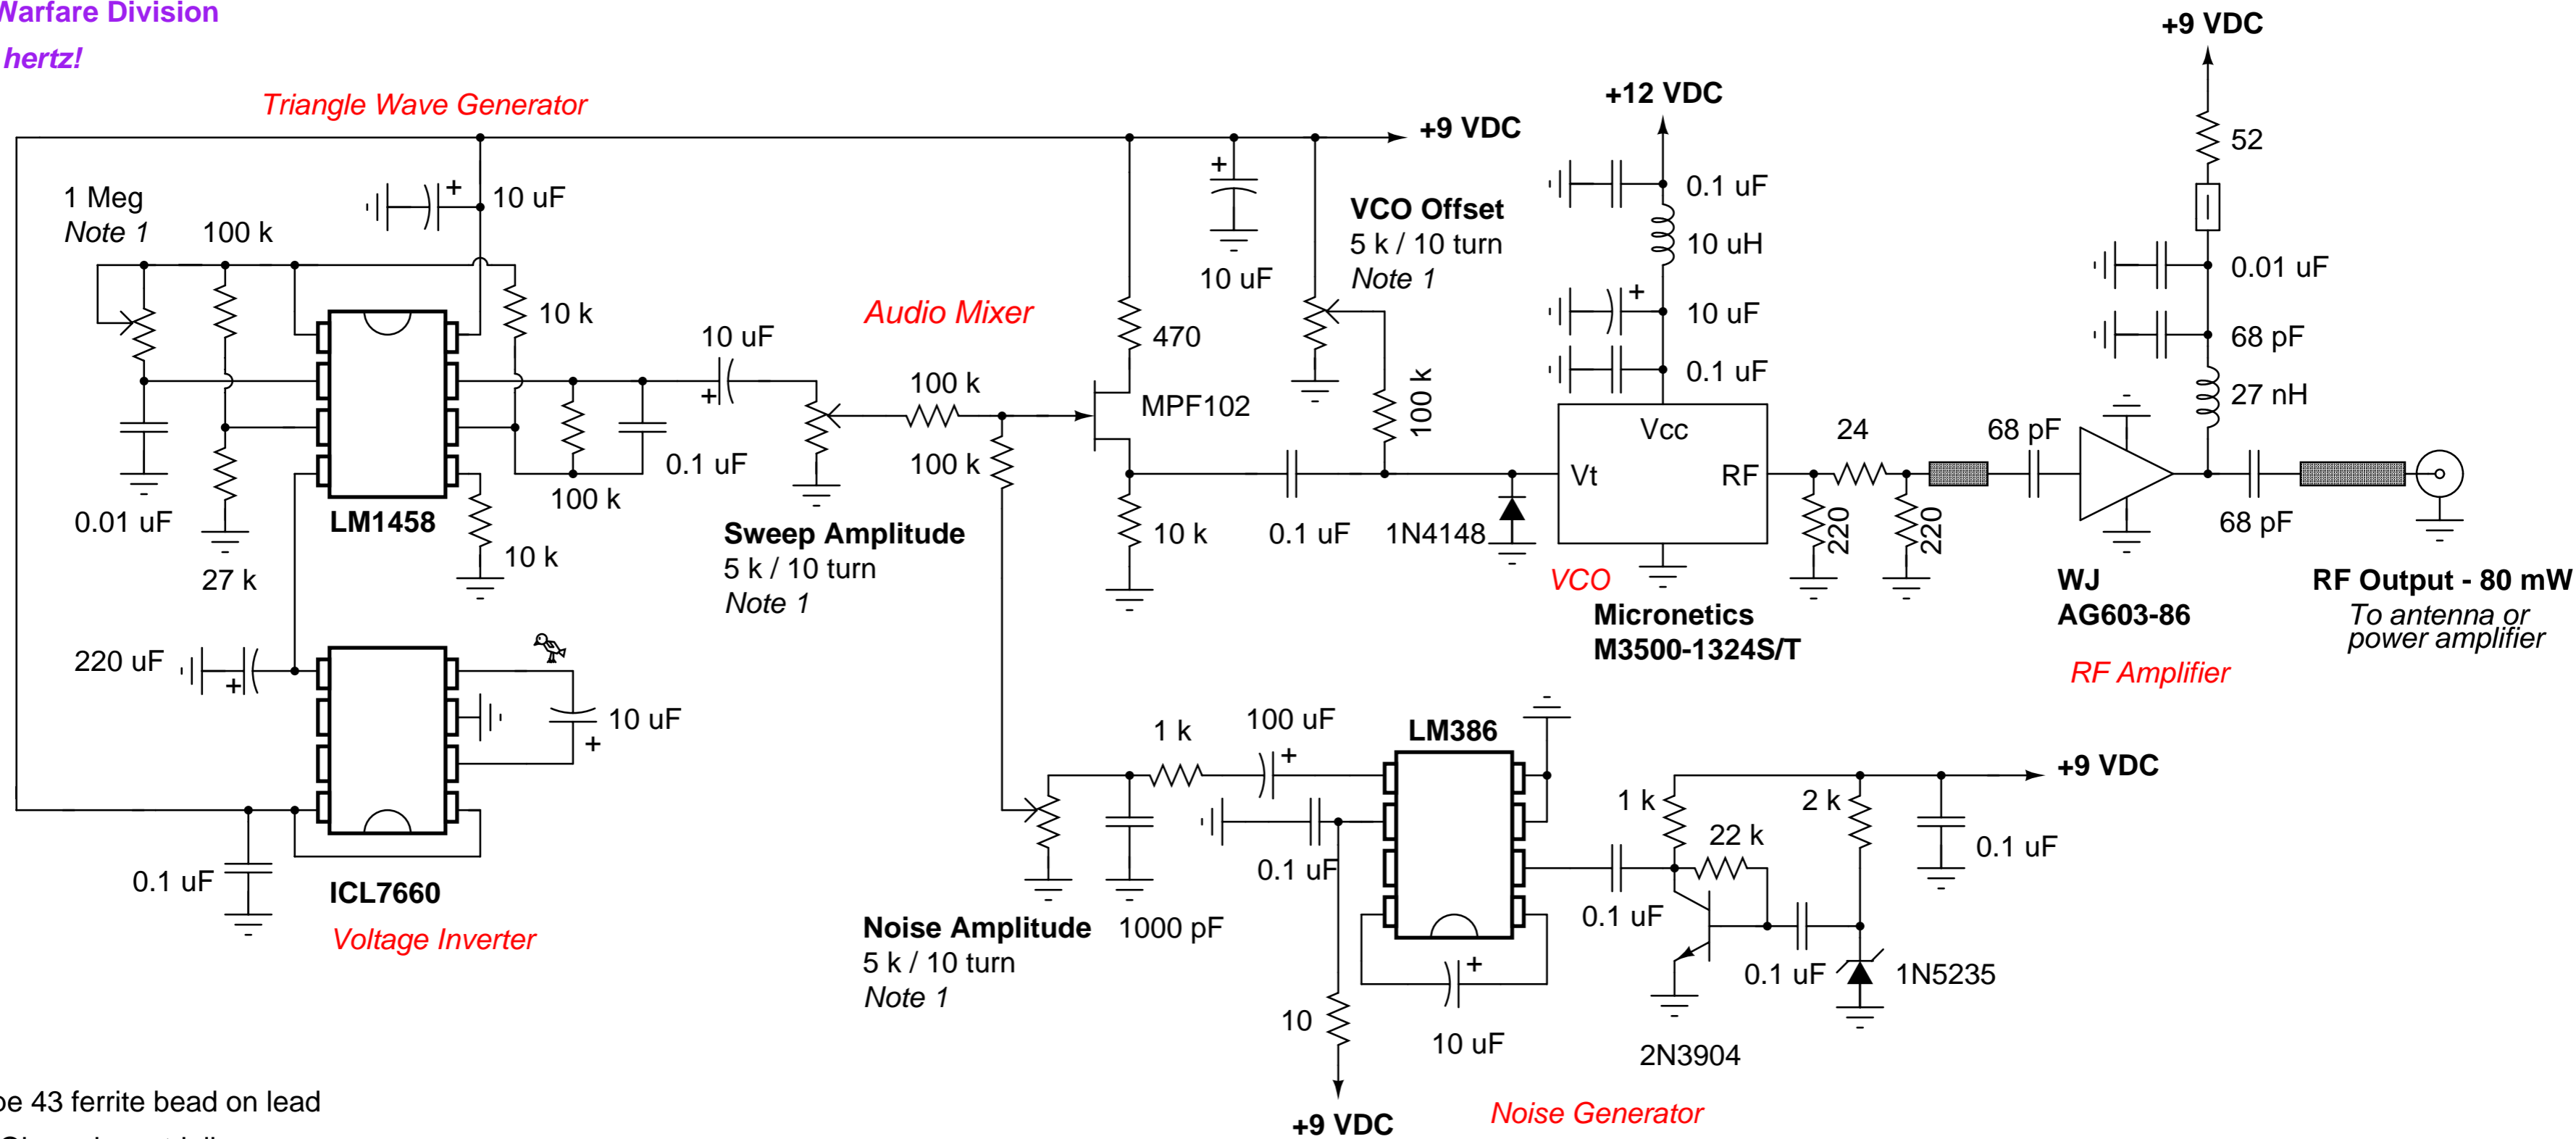 Warfare Division
hertz!
Triangle Wave Generator
+9 VDC
1 Meg
Note 1
100 k
10 uF
10 k
0.01 uF
27 k
LM1458
10 k
100 k
0.1 uF
10 uF
Sweep Amplitude
5 k / 10 turn
Note 1
Audio Mixer
100 k
100 k
470
MPF102
10 k
10 uF
VCO Offset
5 k / 10 turn
Note 1
100 k
0.1 uF
1N4148
+12 VDC
0.1 uF
10 uH
10 uF
0.1 uF
Vcc
Vt
RF
VCO
Micronetics
M3500-1324S/T
24
220
220
68 pF
+9 VDC
52
0.01 uF
68 pF
27 nH
68 pF
WJ
AG603-86
RF Amplifier
RF Output - 80 mW
To antenna or
power amplifier
220 uF
10 uF
0.1 uF
ICL7660
Voltage Inverter
Noise Amplitude
5 k / 10 turn
Note 1
1000 pF
1 k
100 uF
0.1 uF
LM386
10
+9 VDC
10 uF
0.1 uF
1 k
22 k
2 k
+9 VDC
0.1 uF
0.1 uF
1N5235
2N3904
Noise Generator
43 ferrite bead on lead